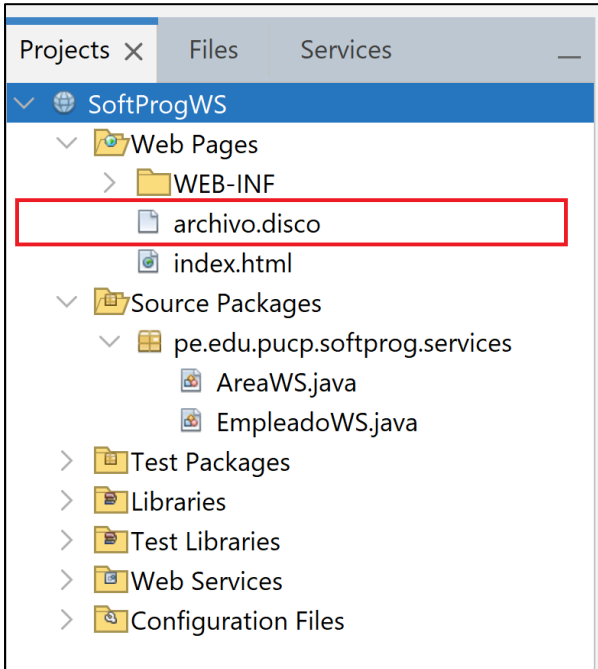 Projects Files Services
SoftProgWS
Web Pages
WEB-INF
archivo.disco
index.html
Source Packages
pe.edu.pucp.softprog.services
AreaWS.java
EmpleadoWS.java
Test Packages
Libraries
Test Libraries
Web Services
Configuration Files